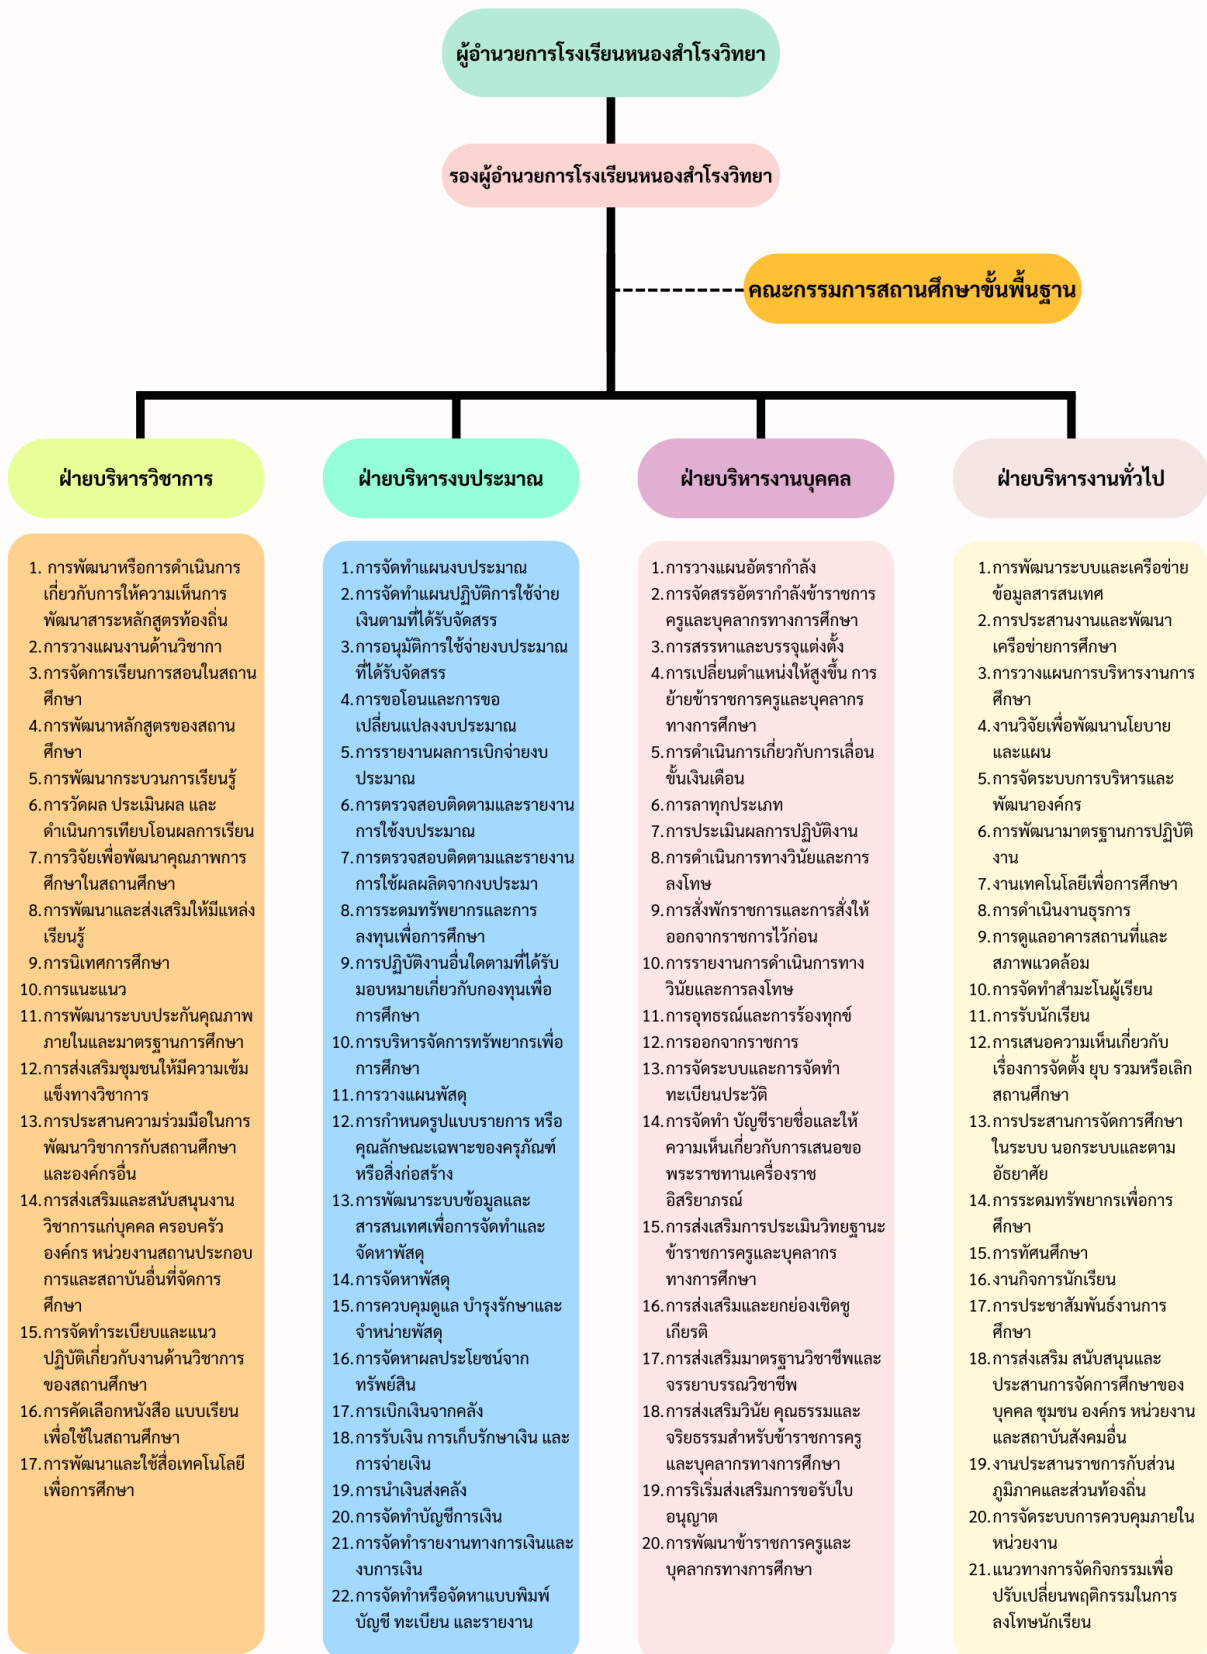 ผู้อำนวยการโรงเรียนหนองสำโรงวิทยา
รองผู้อำนวยการโรงเรียนหนองสำโรงวิทยา
คณะกรรมการสถานศึกษาขั้นพื้นฐาน
ฝ่ายบริหารวิชาการ
1. การพัฒนาหรือการดำเนินการ
เกี่ยวกับการให้ความเห็นการ
พัฒนาสาระหลักสูตรท้องถิ่น
2. การวางแผนงานด้านวิชากา
3. การจัดการเรียนการสอนในสถาน
ศึกษา
4. การพัฒนาหลักสูตรของสถาน
ศึกษา
5. การพัฒนากระบวนการเรียนรู้
6. การวัดผล ประเมินผล และ
ดำเนินการเทียบโอนผลการเรียน
7. การวิจัยเพื่อพัฒนาคุณภาพการ
ศึกษาในสถานศึกษา
8. การพัฒนาและส่งเสริมให้มีแหล่ง
เรียนรู้
9. การนิเทศการศึกษา
10. การแนะแนว
11. การพัฒนาระบบประกันคุณภาพ
ภายในและมาตรฐานการศึกษา
12. การส่งเสริมชุมชนให้มีความเข้ม
แข็งทางวิชาการ
13. การประสานความร่วมมือในการ
พัฒนาวิชาการกับสถานศึกษา
และองค์กรอื่น
14. การส่งเสริมและสนับสนุนงาน
วิชาการแก่บุคคล ครอบครัว
องค์กร หน่วยงานสถานประกอบ
การและสถาบันอื่นที่จัดการ
ศึกษา
15. การจัดทำระเบียบและแนว
ปฏิบัติเกี่ยวกับงานด้านวิชาการ
ของสถานศึกษา
16. การคัดเลือกหนังสือ แบบเรียน
เพื่อใช้ในสถานศึกษา
17. การพัฒนาและใช้สื่อเทคโนโลยี
เพื่อการศึกษา
ฝ่ายบริหารงบประมาณ
1. การจัดทำแผนงบประมาณ
2. การจัดทำแผนปฏิบัติการใช้จ่าย
เงินตามที่ได้รับจัดสรร
3. การอนุมัติการใช้จ่ายงบประมาณ
ที่ได้รับจัดสรร
4. การขอโอนและการขอ
เปลี่ยนแปลงงบประมาณ
5. การรายงานผลการเบิกจ่ายงบ
ประมาณ
6. การตรวจสอบติดตามและรายงาน
การใช้งบประมาณ
7. การตรวจสอบติดตามและรายงาน
การใช้ผลผลิตจากงบประมา
8. การระดมทรัพยากรและการ
ลงทุนเพื่อการศึกษา
9. การปฏิบัติงานอื่นใดตามที่ได้รับ
มอบหมายเกี่ยวกับกองทุนเพื่อ
การศึกษา
10. การบริหารจัดการทรัพยากรเพื่อ
การศึกษา
11. การวางแผนพัสดุ
12. การกำหนดรูปแบบรายการ หรือ
คุณลักษณะเฉพาะของครุภัณฑ์
หรือสิ่งก่อสร้าง
13. การพัฒนาระบบข้อมูลและ
สารสนเทศเพื่อการจัดทำและ
จัดหาพัสดุ
14. การจัดหาพัสดุ
15. การควบคุมดูแล บำรุงรักษาและ
จำหน่ายพัสดุ
16. การจัดหาผลประโยชน์จาก
ทรัพย์สิน
17. การเบิกเงินจากคลัง
18. การรับเงิน การเก็บรักษาเงิน และ
การจ่ายเงิน
19. การนำเงินส่งคลัง
20. การจัดทำบัญชีการเงิน
21. การจัดทำรายงานทางการเงินและ
งบการเงิน
22. การจัดทำหรือจัดหาแบบพิมพ์
บัญชี ทะเบียน และรายงาน
ฝ่ายบริหารงานบุคคล
1. การวางแผนอัตรากำลัง
2. การจัดสรรอัตรากำลังข้าราชการ
ครูและบุคลากรทางการศึกษา
3. การสรรหาและบรรจุแต่งตั้ง
4. การเปลี่ยนตำแหน่งให้สูงขึ้น การ
ย้ายข้าราชการครูและบุคลากร
ทางการศึกษา
5. การดำเนินการเกี่ยวกับการเลื่อน
ขั้นเงินเดือน
6. การลาทุกประเภท
7. การประเมินผลการปฏิบัติงาน
8. การดำเนินการทางวินัยและการ
ลงโทษ
9. การสั่งพักราชการและการสั่งให้
ออกจากราชการไว้ก่อน
10. การรายงานการดำเนินการทาง
วินัยและการลงโทษ
11. การอุทธรณ์และการร้องทุกข์
12. การออกจากราชการ
13. การจัดระบบและการจัดทำ
ทะเบียนประวัติ
14. การจัดทำ บัญชีรายชื่อและให้
ความเห็นเกี่ยวกับการเสนอขอ
พระราชทานเครื่องราช
อิสริยาภรณ์
15. การส่งเสริมการประเมินวิทยฐานะ
ข้าราชการครูและบุคลากร
ทางการศึกษา
16. การส่งเสริมและยกย่องเชิดชู
เกียรติ
17. การส่งเสริมมาตรฐานวิชาชีพและ
จรรยาบรรณวิชาชีพ
18. การส่งเสริมวินัย คุณธรรมและ
จริยธรรมสำหรับข้าราชการครู
และบุคลากรทางการศึกษา
19. การริเริ่มส่งเสริมการขอรับใบ
อนุญาต
20. การพัฒนาข้าราชการครูและ
บุคลากรทางการศึกษา
ฝ่ายบริหารงานทั่วไป
1. การพัฒนาระบบและเครือข่าย
ข้อมูลสารสนเทศ
2. การประสานงานและพัฒนา
เครือข่ายการศึกษา
3. การวางแผนการบริหารงานการ
ศึกษา
4. งานวิจัยเพื่อพัฒนานโยบาย
และแผน
5. การจัดระบบการบริหารและ
พัฒนาองค์กร
6. การพัฒนามาตรฐานการปฏิบัติ
งาน
7. งานเทคโนโลยีเพื่อการศึกษา
8. การดำเนินงานธุรการ
9. การดูแลอาคารสถานที่และ
สภาพแวดล้อม
10. การจัดทำสำมะโนผู้เรียน
11. การรับนักเรียน
12. การเสนอความเห็นเกี่ยวกับ
เรื่องการจัดตั้ง ยุบ รวมหรือเลิก
สถานศึกษา
13. การประสานการจัดการศึกษา
ในระบบ นอกระบบและตาม
อัธยาศัย
14. การระดมทรัพยากรเพื่อการ
ศึกษา
15. การทัศนศึกษา
16. งานกิจการนักเรียน
17. การประชาสัมพันธ์งานการ
ศึกษา
18. การส่งเสริม สนับสนุนและ
ประสานการจัดการศึกษาของ
บุคคล ชุมชน องค์กร หน่วยงาน
และสถาบันสังคมอื่น
19. งานประสานราชการกับส่วน
ภูมิภาคและส่วนท้องถิ่น
20. การจัดระบบการควบคุมภายใน
หน่วยงาน
21. แนวทางการจัดกิจกรรมเพื่อ
ปรับเปลี่ยนพฤติกรรมในการ
ลงโทษนักเรียน